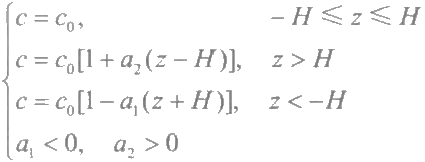 c = c₀, − H ⩽ z ⩽ H
c = c₀[1 + a₂(z − H)], z > H
c = c₀[1 − a₁(z + H)], z < −H
a₁ < 0, a₂ > 0